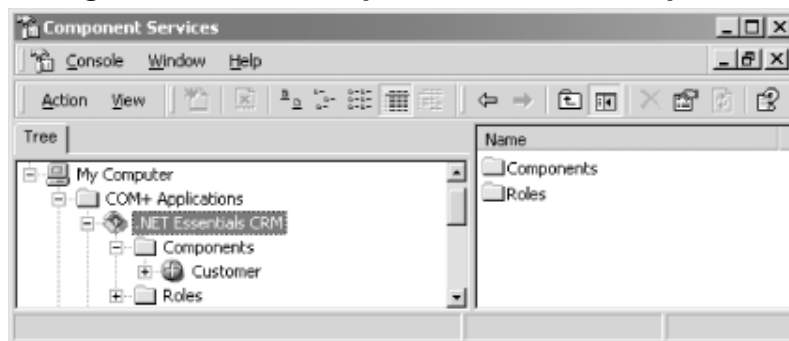 Component Services
Console Window Help
Action View
Tree
Name
My Computer
COM+ Applications
.NET Essentials CRM
Components
Customer
Roles
Components
Roles